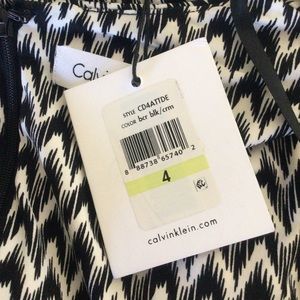 Calvin
STYLE CD4A1TDE
COLOR bcr blk/crm
8 88738 65740 2
4
calvinklein.com